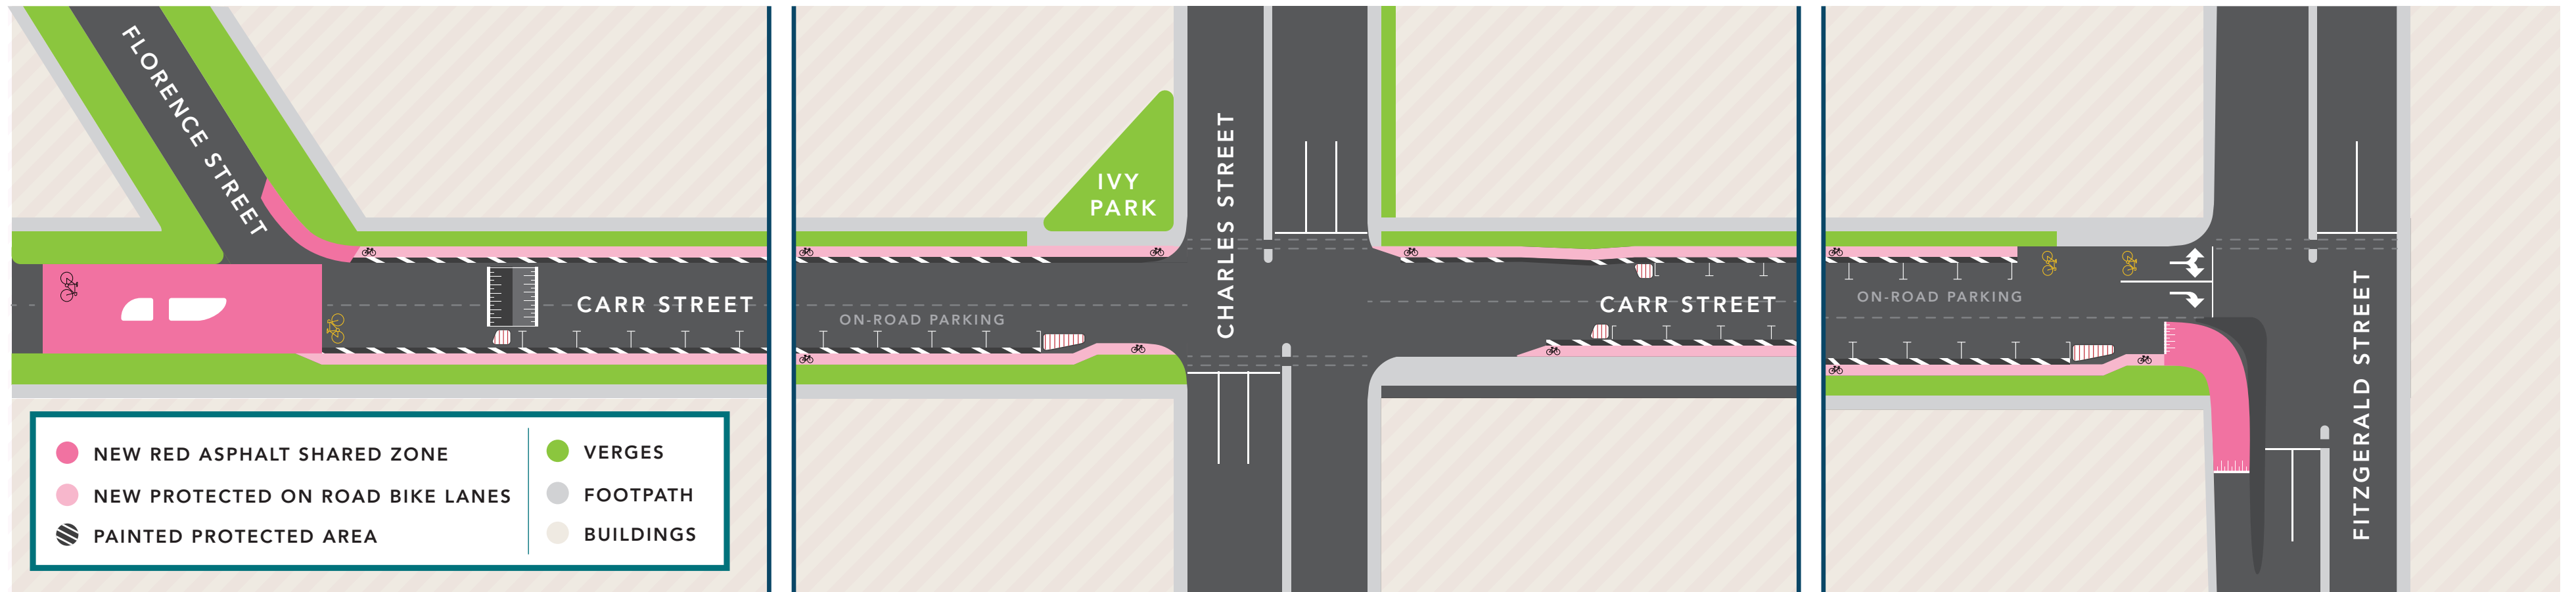 FLORENCE STREET
CARR STREET
ON-ROAD PARKING
IVY
PARK
CHARLES STREET
CARR STREET
ON-ROAD PARKING
FITZGERALD STREET
NEW RED ASPHALT SHARED ZONE
NEW PROTECTED ON ROAD BIKE LANES
PAINTED PROTECTED AREA
VERGES
FOOTPATH
BUILDINGS